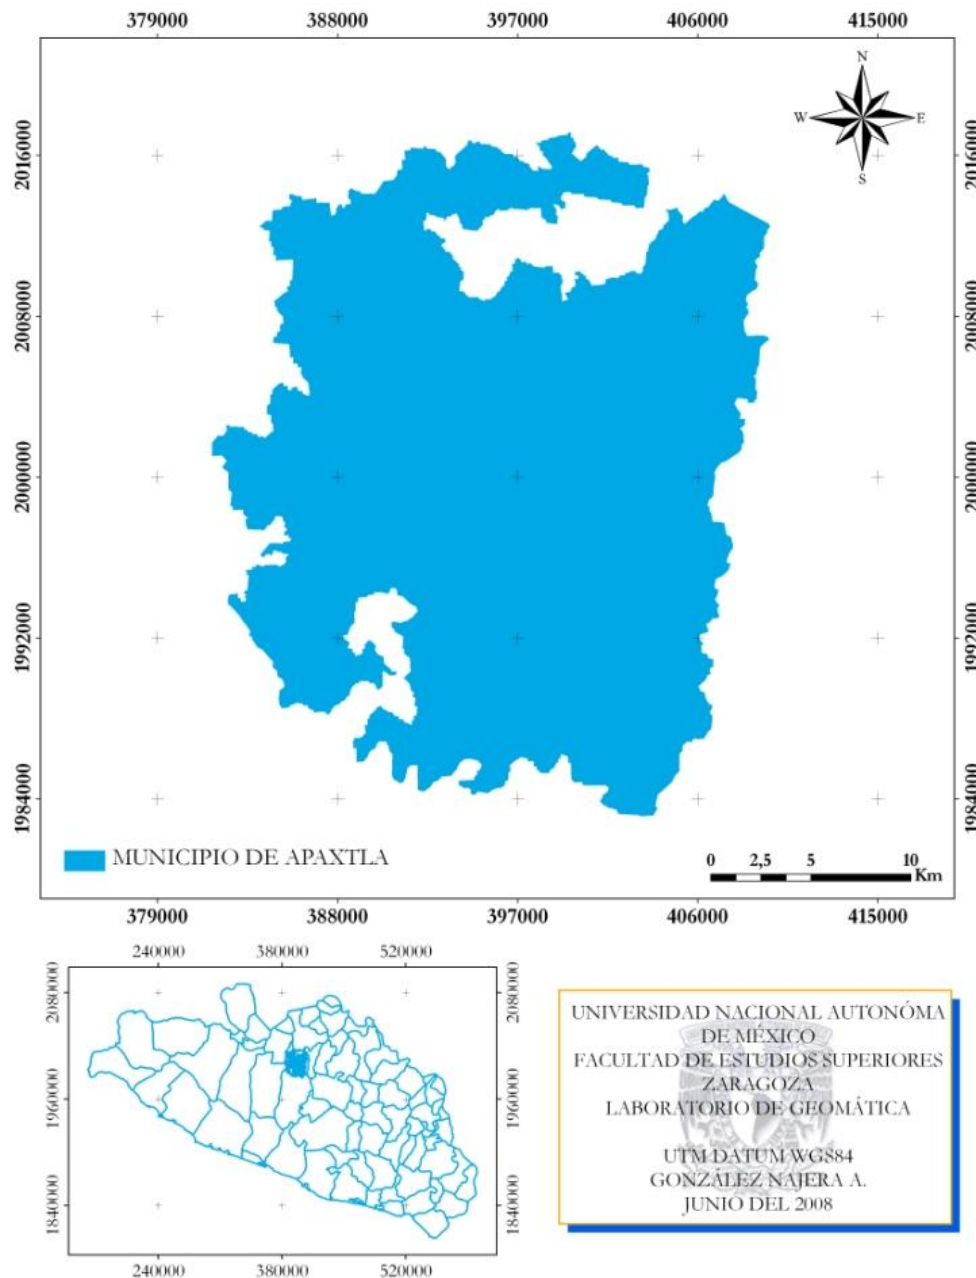 379000 388000 397000 406000 415000
N
W E
S
2016000 2016000
2008000 2008000
2000000 2000000
1992000 1992000
1984000 1984000
MUNICIPIO DE APAXTLA
0 2,5 5 10
Km
379000 388000 397000 406000 415000
240000 380000 520000
2080000 2080000
1960000 1960000
1840000 1840000
240000 380000 520000
UNIVERSIDAD NACIONAL AUTONÓMA
DE MÉXICO
FACULTAD DE ESTUDIOS SUPERIORES
ZARAGOZA
LABORATORIO DE GEOMÁTICA
UTM DATUM WGS84
GONZÁLEZ NAJERA A.
JUNIO DEL 2008